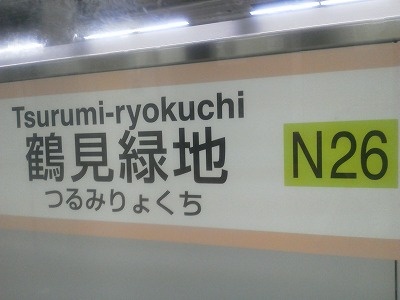 Tsurumi-ryokuchi
鶴見緑地
つるみりょくち
N26